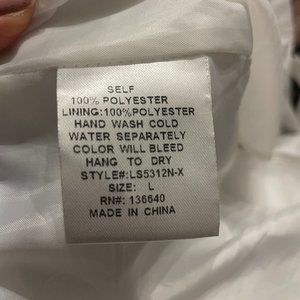 SELF
100% POLYESTER
LINING:100%POLYESTER
HAND WASH COLD
WATER SEPARATELY
COLOR WILL BLEED
HANG TO DRY
STYLE#:LS5312N-X
SIZE: L
RN#: 136640
MADE IN CHINA